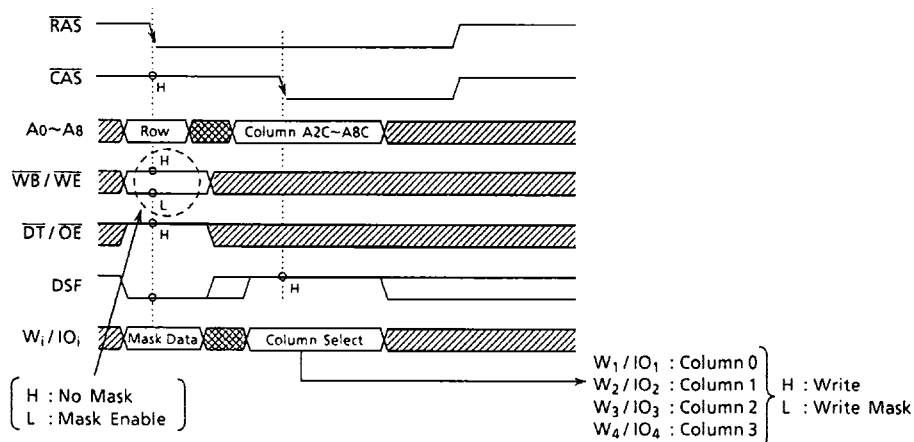 RAS
CAS
H
A0~A8
Row
Column A2C~A8C
H
WB / WE
L
DT / OE
H
DSF
H
Wi / IOi
Mask Data
Column Select
H : No Mask
L : Mask Enable
W1 / IO1 : Column 0
W2 / IO2 : Column 1
W3 / IO3 : Column 2
W4 / IO4 : Column 3
H : Write
L : Write Mask